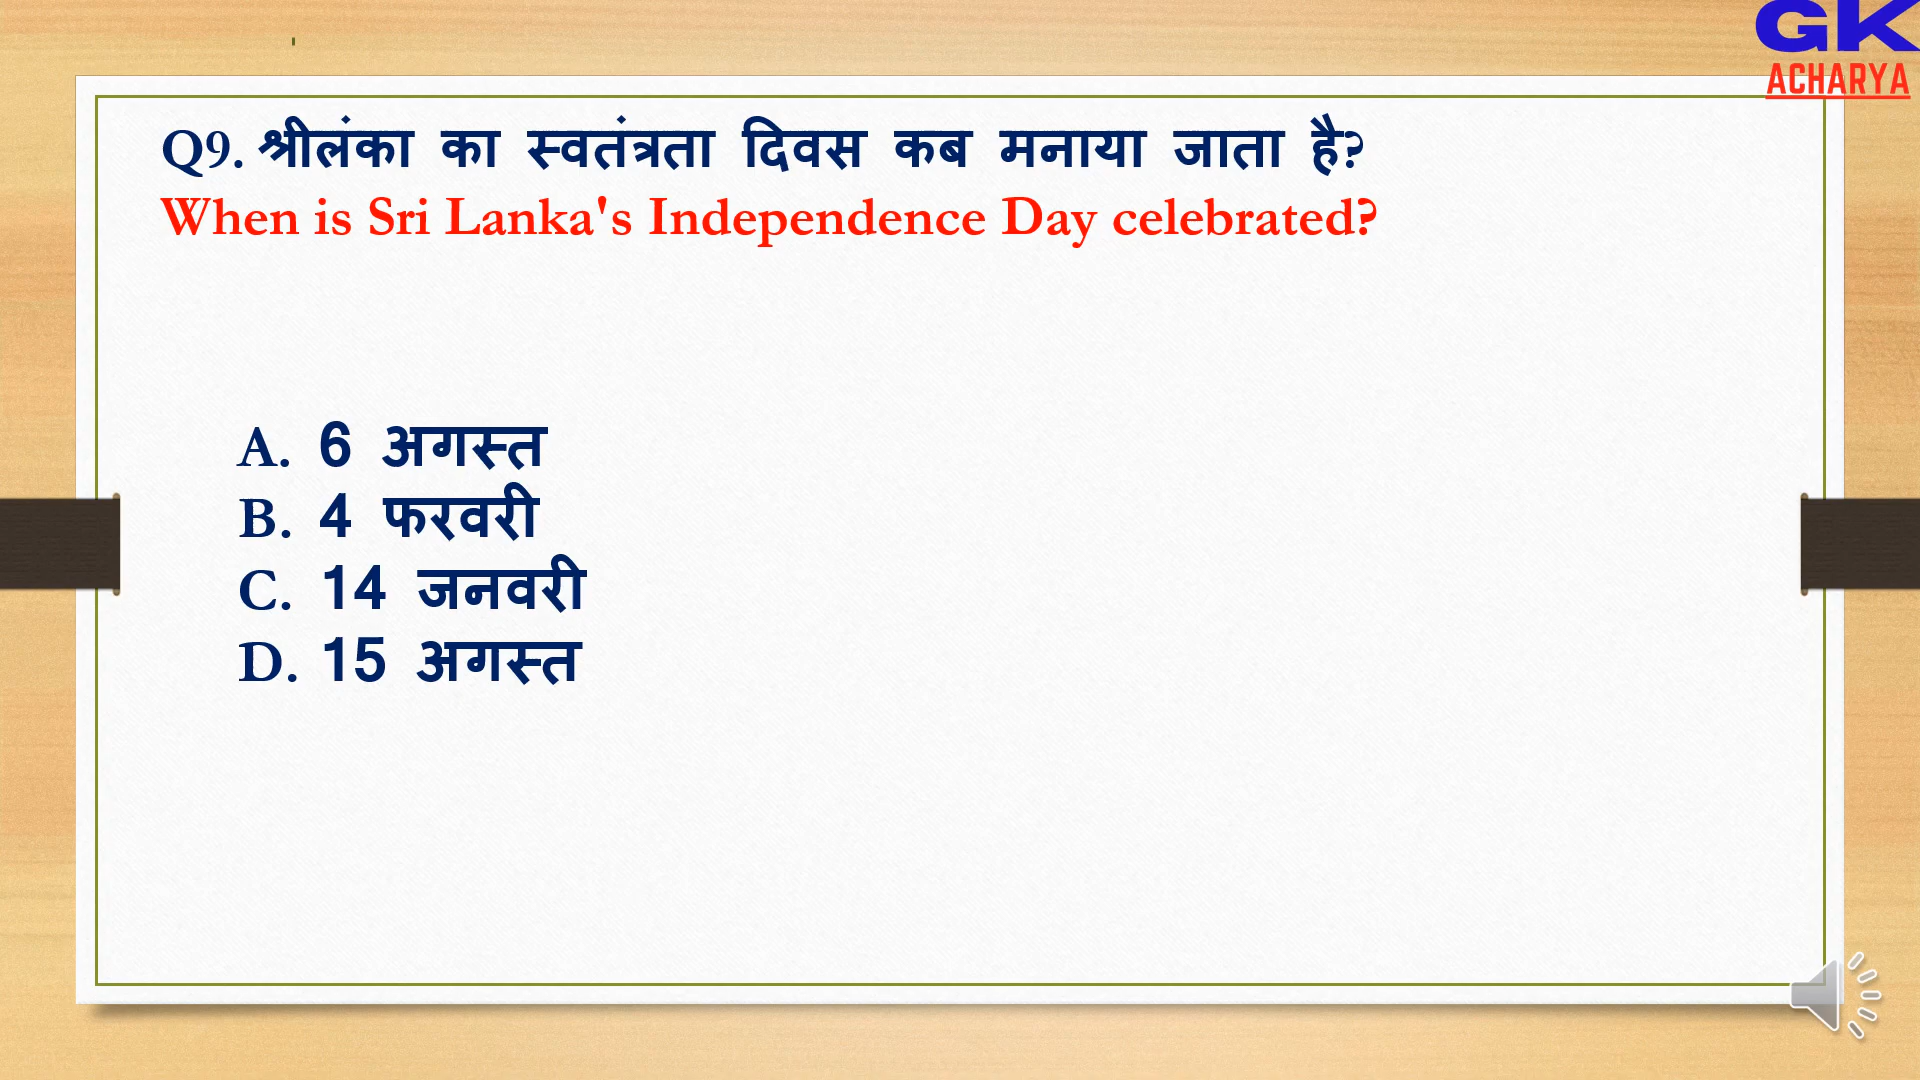 GK
ACHARYA
Q9. श्रीलंका का स्वतंत्रता दिवस कब मनाया जाता है?
When is Sri Lanka's Independence Day celebrated?
A. 6 अगस्त
B. 4 फरवरी
C. 14 जनवरी
D. 15 अगस्त